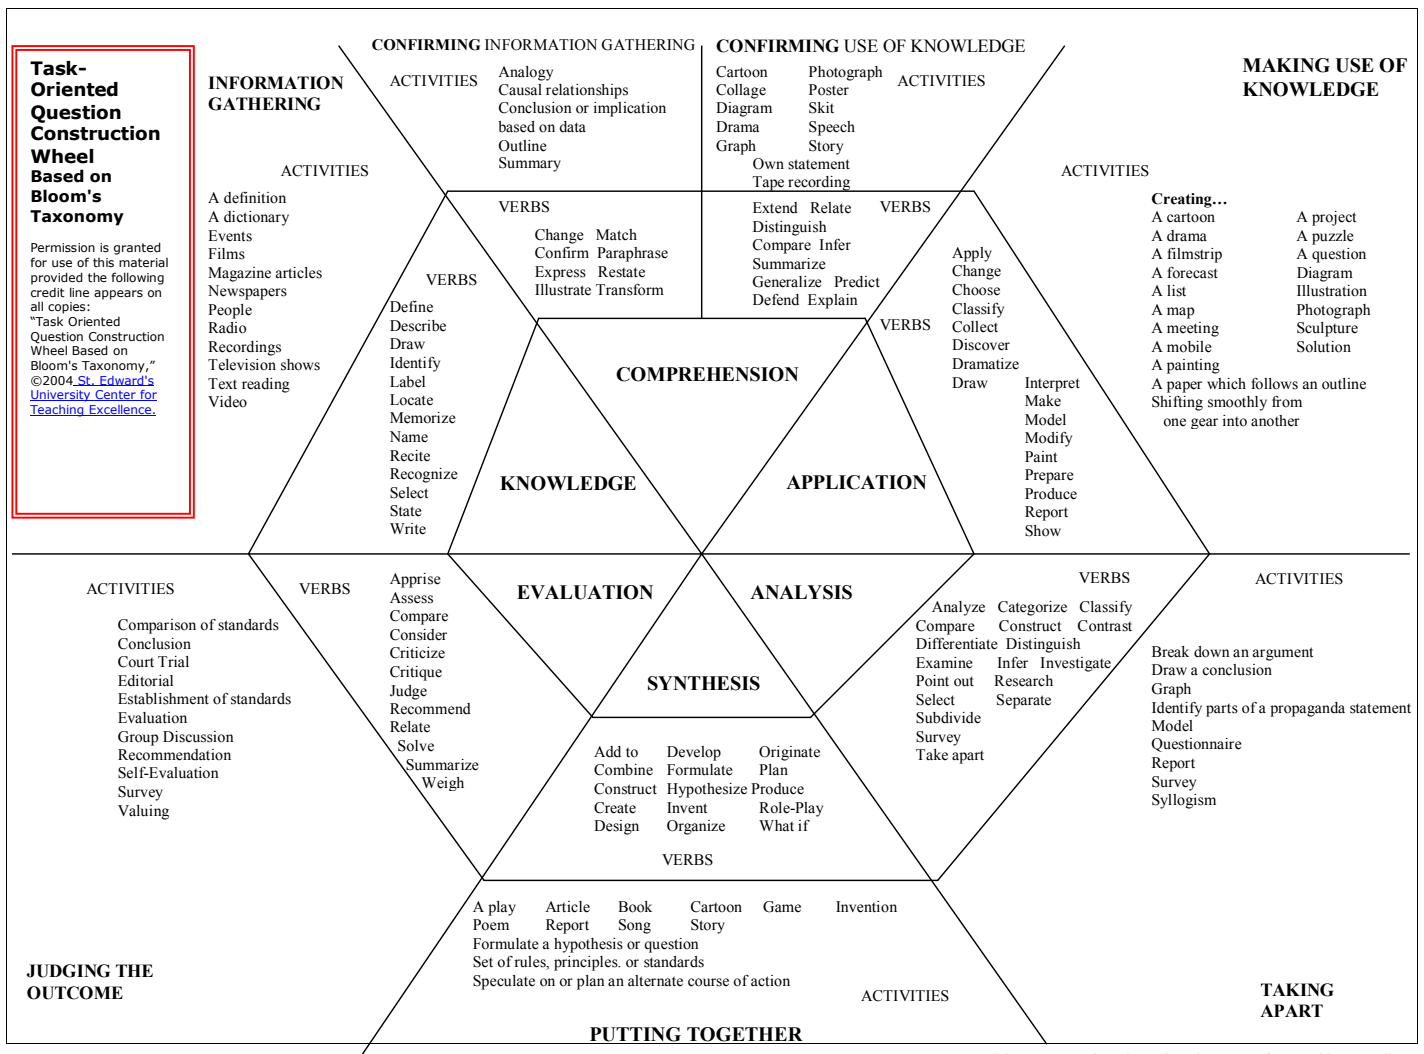 Task-
Oriented
Question
Construction
Wheel
Based on
Bloom's
Taxonomy
Permission is granted
for use of this material
provided the following
credit line appears on
all copies:
“Task Oriented
Question Construction
Wheel Based on
Bloom's Taxonomy,”
©2004 St. Edward's
University Center for
Teaching Excellence.
INFORMATION
GATHERING
ACTIVITIES
A definition
A dictionary
Events
Films
Magazine articles
Newspapers
People
Radio
Recordings
Television shows
Text reading
Video
VERBS
Define
Describe
Draw
Identify
Label
Locate
Memorize
Name
Recite
Recognize
Select
State
Write
KNOWLEDGE
CONFIRMING INFORMATION GATHERING
ACTIVITIES
Analogy
Causal relationships
Conclusion or implication
based on data
Outline
Summary
VERBS
Change Match
Confirm Paraphrase
Express Restate
Illustrate Transform
CONFIRMING USE OF KNOWLEDGE
Cartoon Photograph
Collage Poster
Diagram Skit
Drama Speech
Graph Story
Own statement
Tape recording
ACTIVITIES
Extend Relate
Distinguish
Compare Infer
Summarize
Generalize Predict
Defend Explain
VERBS
COMPREHENSION
MAKING USE OF
KNOWLEDGE
ACTIVITIES
Creating…
A cartoon A project
A drama A puzzle
A filmstrip A question
A forecast Diagram
A list Illustration
A map Photograph
A meeting Sculpture
A mobile Solution
A painting
A paper which follows an outline
Shifting smoothly from
one gear into another
VERBS
Apply
Change
Choose
Classify
Collect
Discover
Dramatize
Draw Interpret
Make
Model
Modify
Paint
Prepare
Produce
Report
Show
APPLICATION
ACTIVITIES
Comparison of standards
Conclusion
Court Trial
Editorial
Establishment of standards
Evaluation
Group Discussion
Recommendation
Self-Evaluation
Survey
Valuing
VERBS
Apprise
Assess
Compare
Consider
Criticize
Critique
Judge
Recommend
Relate
Solve
Summarize
Weigh
EVALUATION
JUDGING THE
OUTCOME
ANALYSIS
VERBS
Analyze Categorize Classify
Compare Construct Contrast
Differentiate Distinguish
Examine Infer Investigate
Point out Research
Select Separate
Subdivide
Survey
Take apart
ACTIVITIES
Break down an argument
Draw a conclusion
Graph
Identify parts of a propaganda statement
Model
Questionnaire
Report
Survey
Syllogism
TAKING
APART
SYNTHESIS
Add to Develop Originate
Combine Formulate Plan
Construct Hypothesize Produce
Create Invent Role-Play
Design Organize What if
VERBS
A play Article Book Cartoon Game Invention
Poem Report Song Story
Formulate a hypothesis or question
Set of rules, principles. or standards
Speculate on or plan an alternate course of action
ACTIVITIES
PUTTING TOGETHER